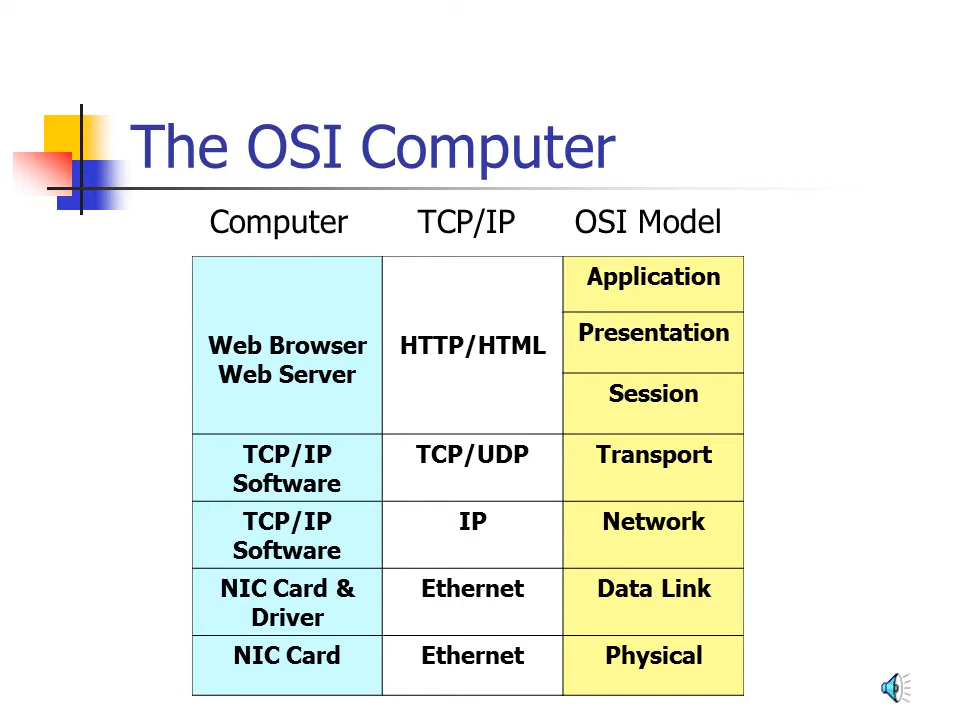 The OSI Computer
Computer TCP/IP OSI Model
Application
Presentation
Web Browser HTTP/HTML
Web Server
Session
TCP/IP TCP/UDP Transport
Software
TCP/IP IP Network
Software
NIC Card & Ethernet Data Link
Driver
NIC Card Ethernet Physical